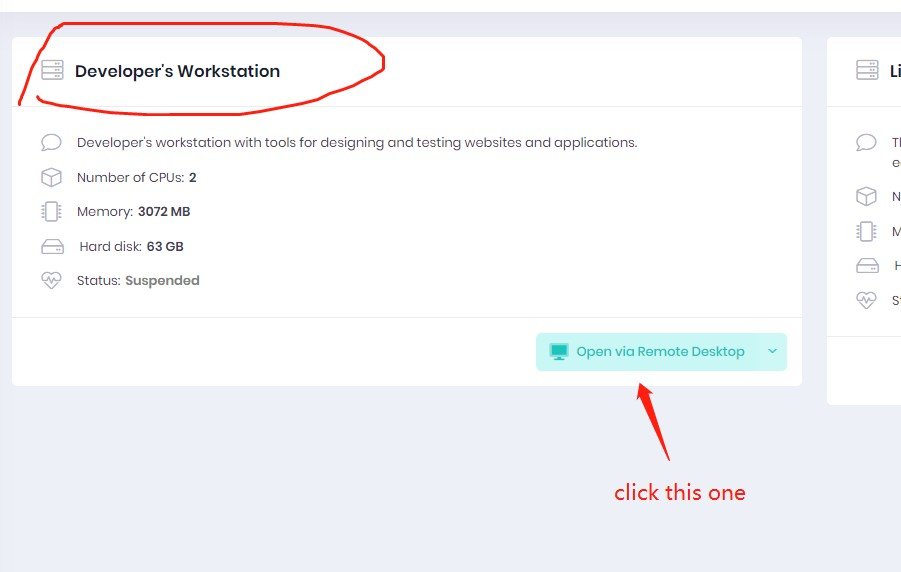 Developer's Workstation
Developer's workstation with tools for designing and testing websites and applications.
Number of CPUs: 2
Memory: 3072 MB
Hard disk: 63 GB
Status: Suspended
Open via Remote Desktop
click this one
Li
Th
e
N
M
H
St